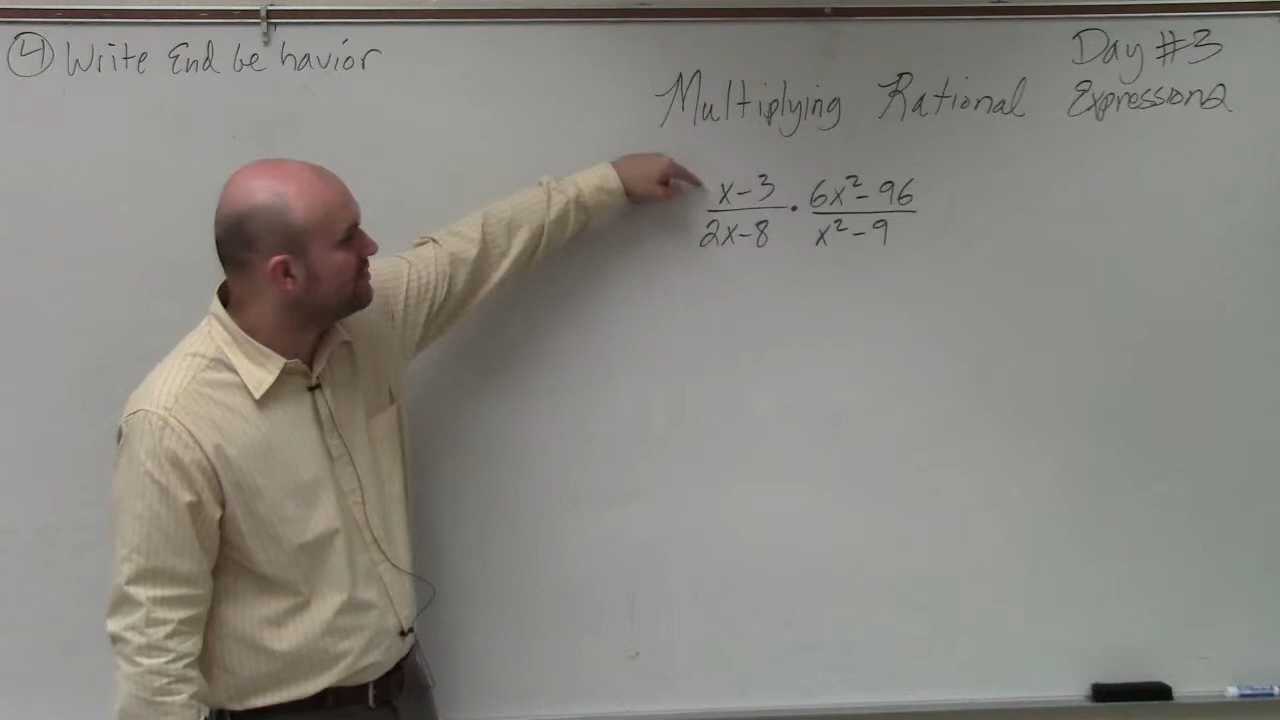 ④ Write End behavior
Day #3
Multiplying Rational Expressions
x-3 · 6x²-96
2x-8 x²-9